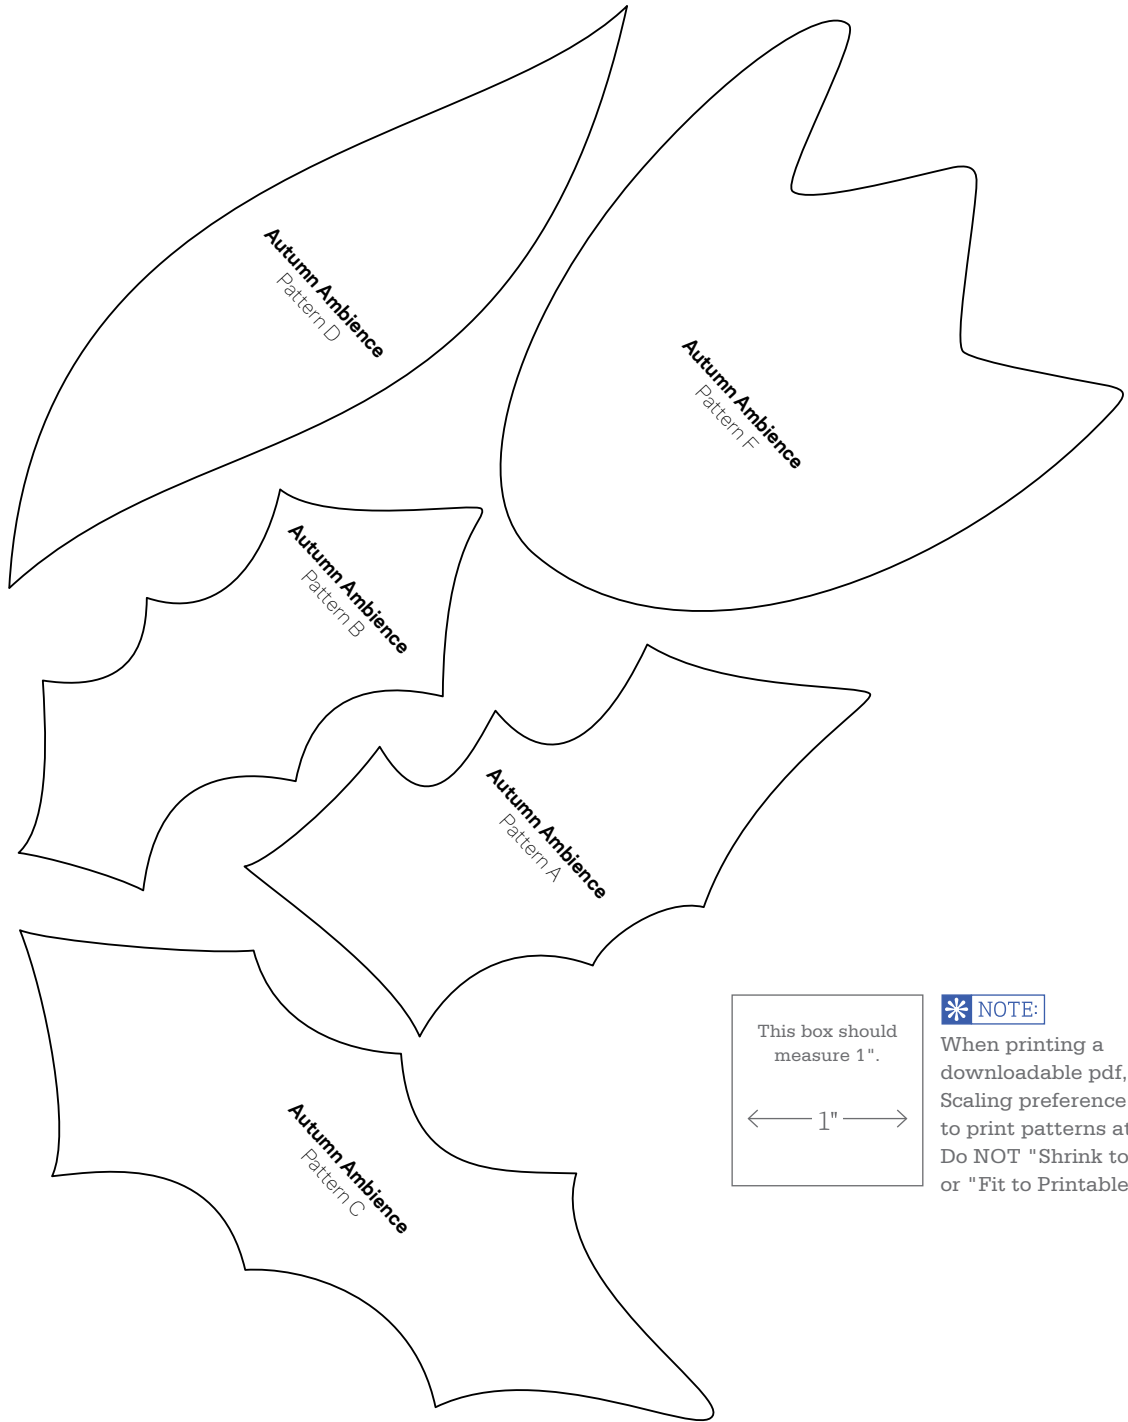 Autumn Ambience
Pattern D
Autumn Ambience
Pattern F
Autumn Ambience
Pattern B
Autumn Ambience
Pattern A
Autumn Ambience
Pattern C
This box should
measure 1".
1"
NOTE:
When printing a
downloadable pdf,
Scaling preference
to print patterns at
Do NOT "Shrink to
or "Fit to Printable